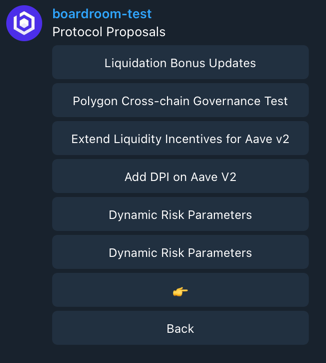 boardroom-test
Protocol Proposals
Liquidation Bonus Updates
Polygon Cross-chain Governance Test
Extend Liquidity Incentives for Aave v2
Add DPI on Aave V2
Dynamic Risk Parameters
Dynamic Risk Parameters
👉
Back